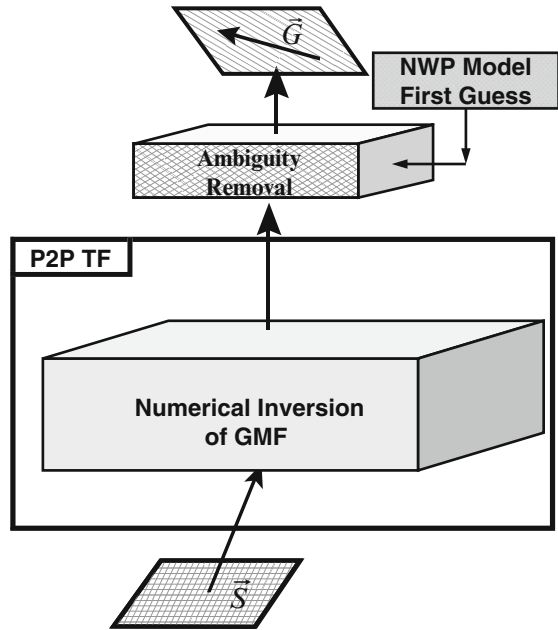 G⃗
NWP Model
First Guess
Ambiguity
Removal
P2P TF
Numerical Inversion
of GMF
S⃗